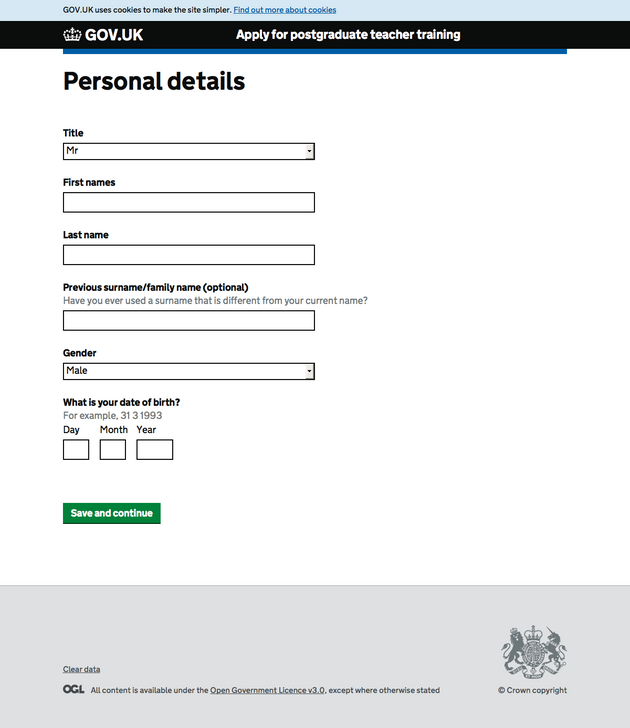 GOV.UK uses cookies to make the site simpler. Find out more about cookies
GOV.UK Apply for postgraduate teacher training
Personal details
Title
Mr
First names
Last name
Previous surname/family name (optional)
Have you ever used a surname that is different from your current name?
Gender
Male
What is your date of birth?
For example, 31 3 1993
Day Month Year
Save and continue
Clear data
OGL All content is available under the Open Government Licence v3.0, except where otherwise stated
© Crown copyright